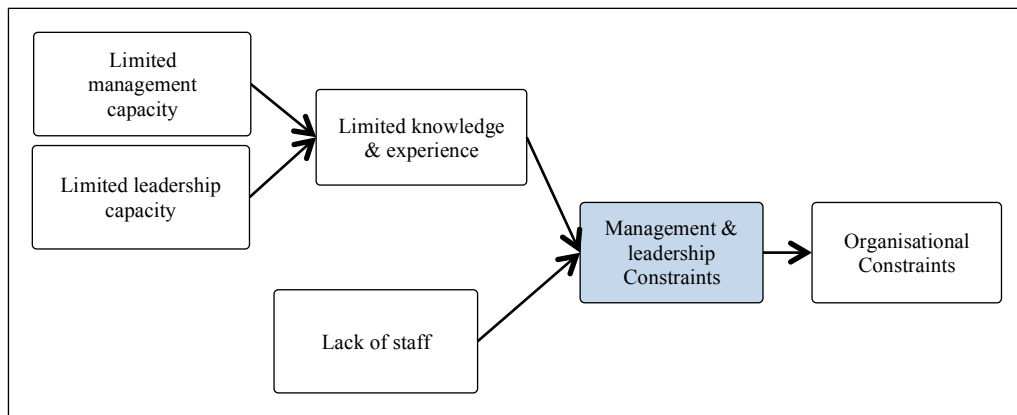 Limited
management
capacity
Limited leadership
capacity
Limited knowledge
& experience
Lack of staff
Management &
leadership
Constraints
Organisational
Constraints